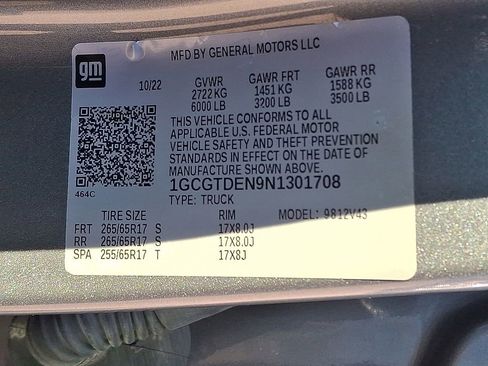 gm
MFD BY GENERAL MOTORS LLC
10/22 GVWR GAWR FRT GAWR RR
2722 KG 1451 KG 1588 KG
6000 LB 3200 LB 3500 LB
THIS VEHICLE CONFORMS TO ALL
APPLICABLE U.S. FEDERAL MOTOR
VEHICLE SAFETY AND THEFT PREVENTION
STANDARDS IN EFFECT ON THE DATE OF
MANUFACTURE SHOWN ABOVE.
464C 1GCGTDEN9N1301708
TYPE: TRUCK
TIRE SIZE RIM MODEL: 9812V43
FRT 265/65R17 S 17X8.0J
RR 265/65R17 S 17X8.0J
SPA 255/65R17 T 17X8J